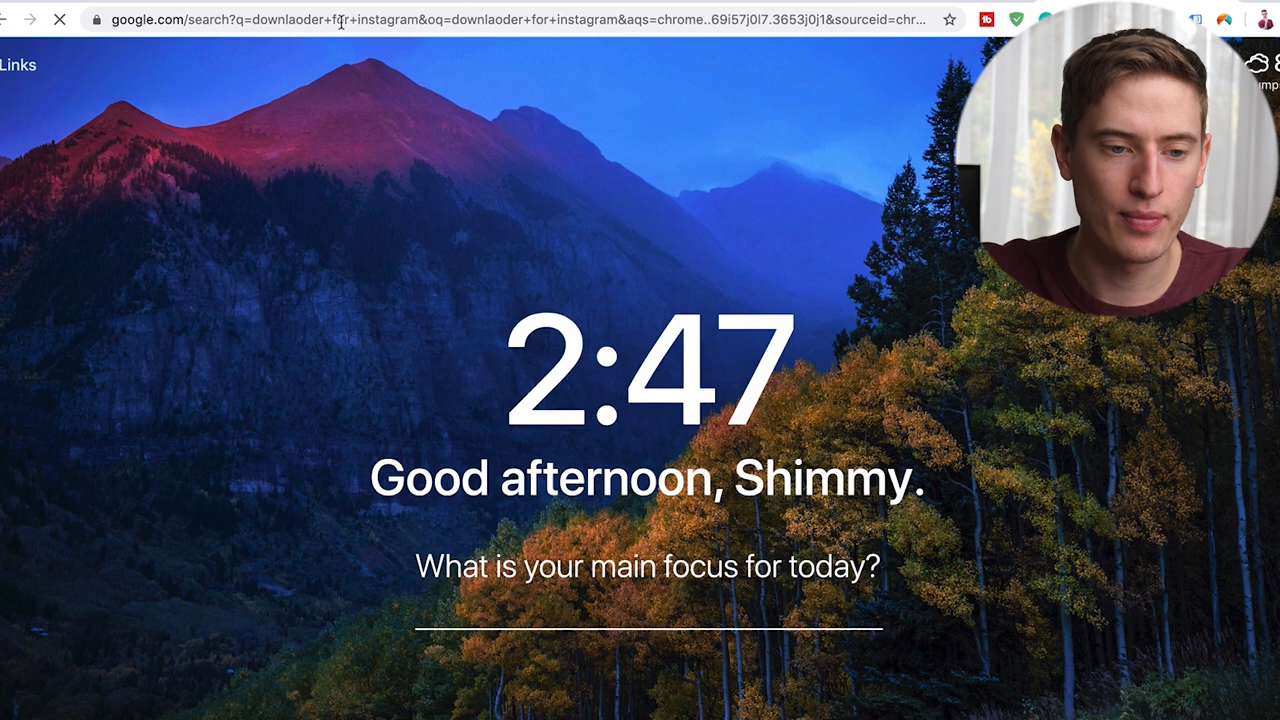 google.com/search?q=downlaoder+for+instagram&oq=downlaoder+for+instagram&aqs=chrome..69i57j0l7.3653j0j1&sourceid=chr...
Links
2:47
Good afternoon, Shimmy.
What is your main focus for today?